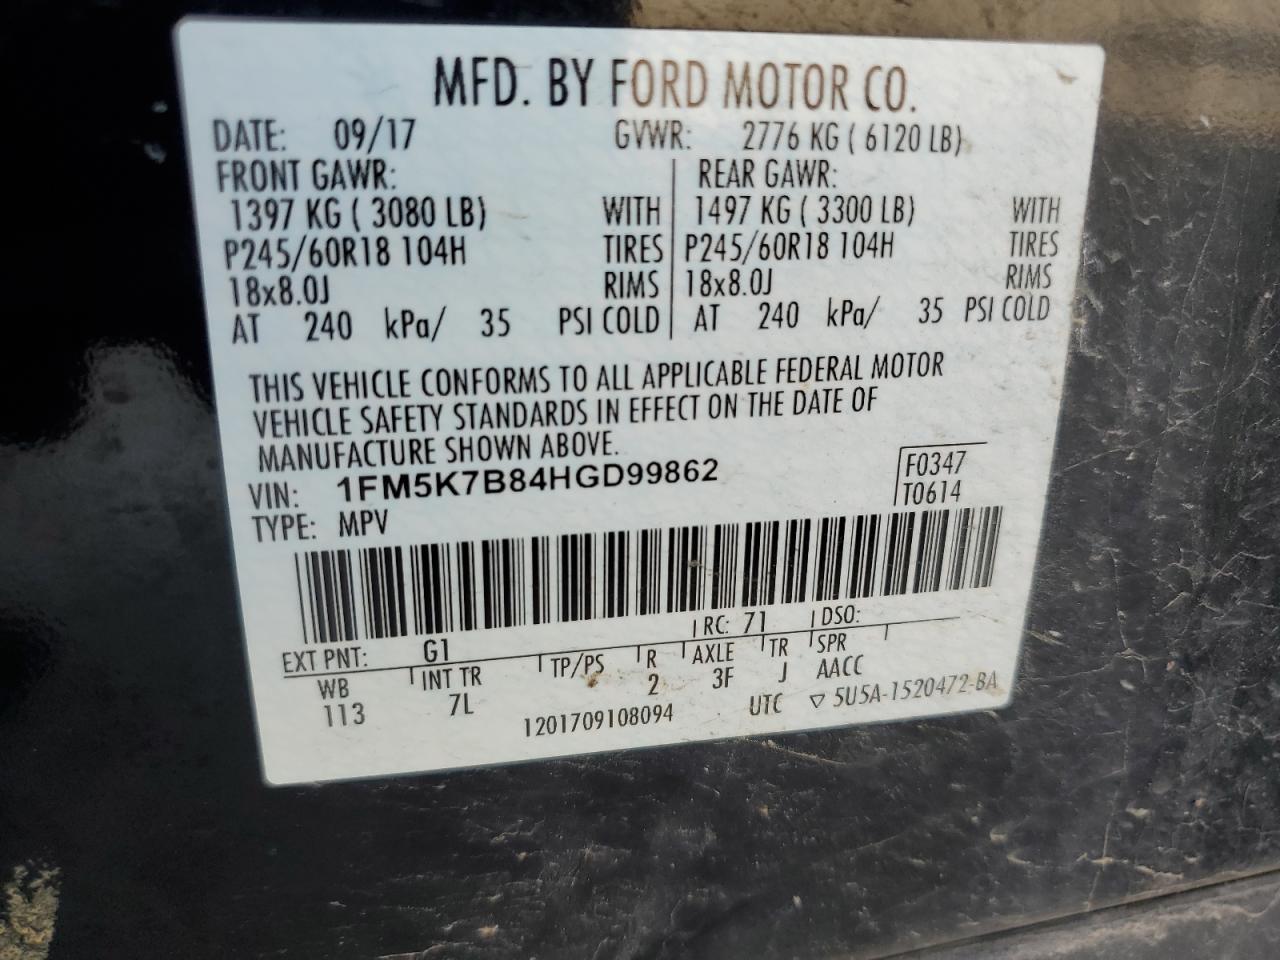 MFD. BY FORD MOTOR CO.
DATE: 09/17 GVWR: 2776 KG ( 6120 LB)
FRONT GAWR: REAR GAWR:
1397 KG ( 3080 LB) WITH 1497 KG ( 3300 LB) WITH
P245/60R18 104H TIRES P245/60R18 104H TIRES
18x8.0J RIMS 18x8.0J RIMS
AT 240 kPa/ 35 PSI COLD AT 240 kPa/ 35 PSI COLD
THIS VEHICLE CONFORMS TO ALL APPLICABLE FEDERAL MOTOR
VEHICLE SAFETY STANDARDS IN EFFECT ON THE DATE OF
MANUFACTURE SHOWN ABOVE.
VIN: 1FM5K7B84HGD99862 F0347
TYPE: MPV T0614
EXT PNT: G1 RC: 71 DSO:
WB INT TR TP/PS R AXLE TR SPR
113 7L 2 3F J AACC
1201709108094 UTC ▽ 5U5A-1520472-BA